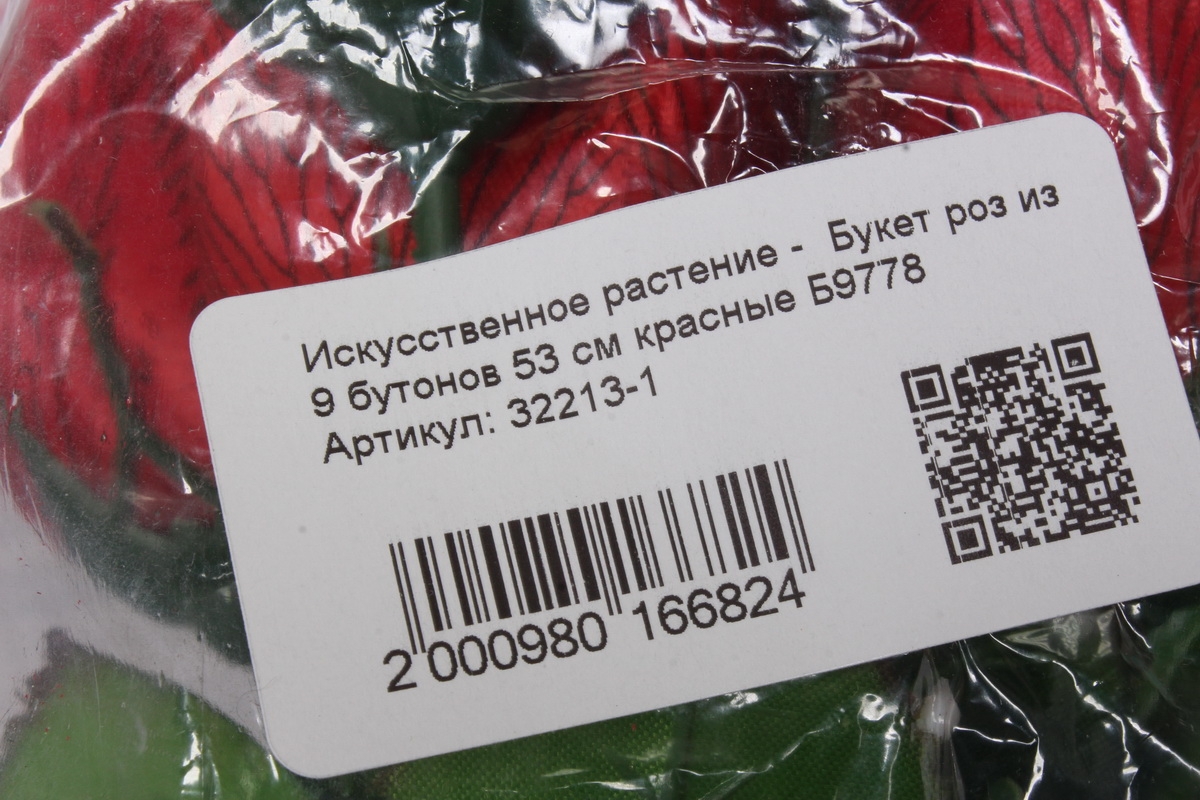 Искусственное растение - Букет роз из
9 бутонов 53 см красные Б9778
Артикул: 32213-1
2 000980 166824